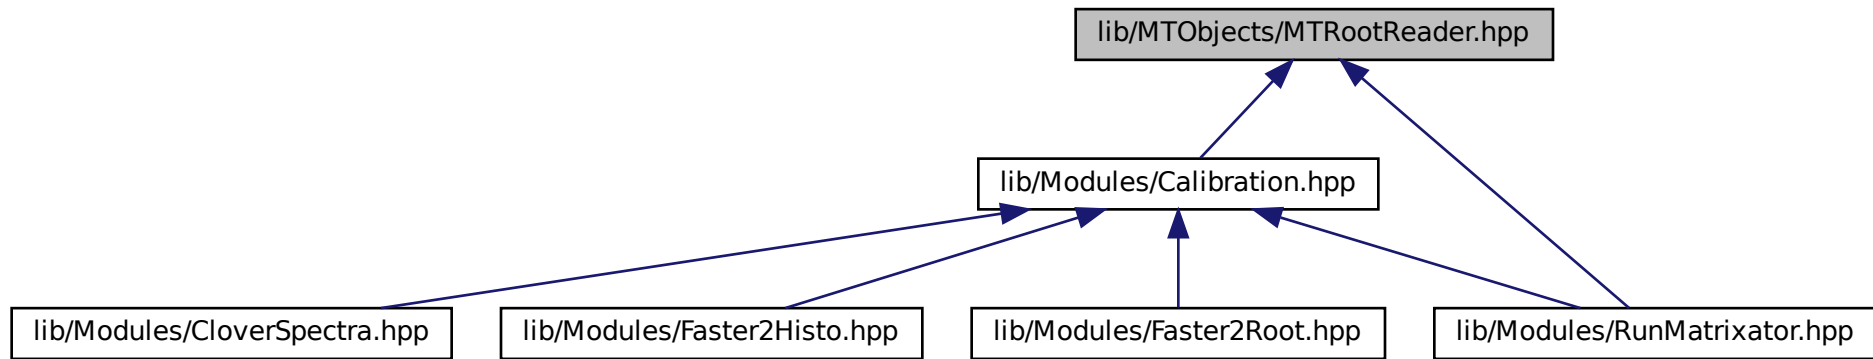 lib/MTObjects/MTRootReader.hpp
lib/Modules/Calibration.hpp
lib/Modules/CloverSpectra.hpp
lib/Modules/Faster2Histo.hpp
lib/Modules/Faster2Root.hpp
lib/Modules/RunMatrixator.hpp